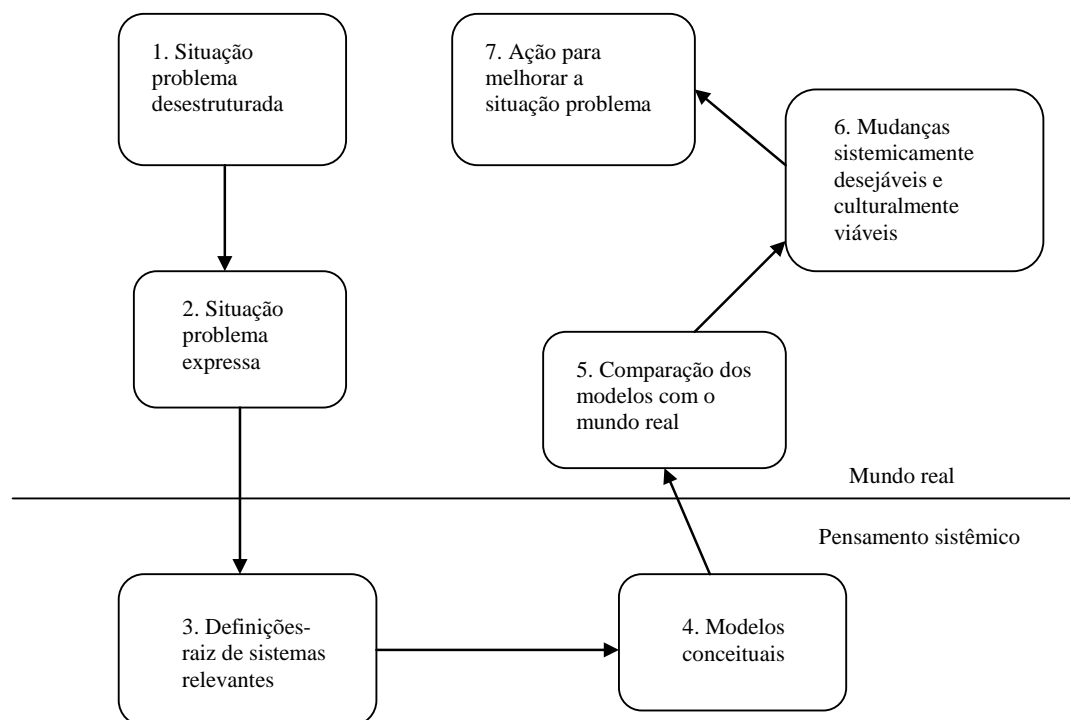 1. Situação
problema
desestruturada
7. Ação para
melhorar a
situação problema
6. Mudanças
sistemicamente
desejáveis e
culturalmente
viáveis
2. Situação
problema
expressa
5. Comparação dos
modelos com o
mundo real
Mundo real
Pensamento sistêmico
3. Definições-
raiz de sistemas
relevantes
4. Modelos
conceituais